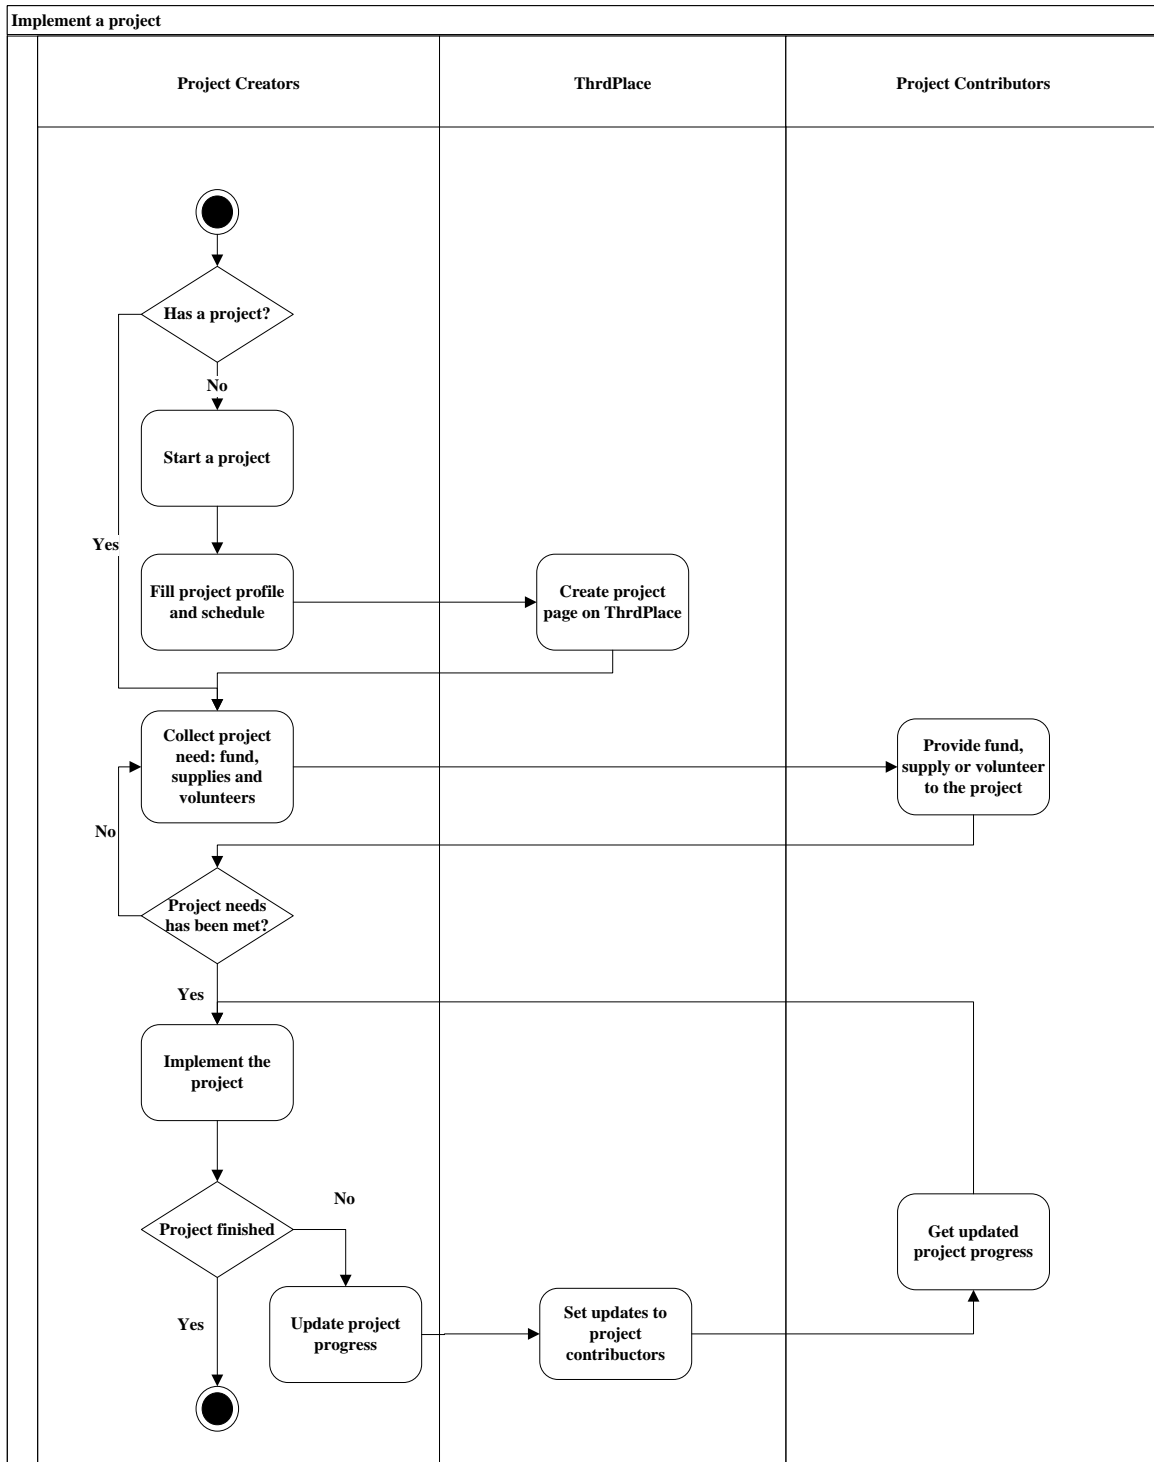 Implement a project
Project Creators
ThrdPlace
Project Contributors
Has a project?
No
Start a project
Yes
Fill project profile
and schedule
Create project
page on ThrdPlace
Collect project
need: fund,
supplies and
volunteers
Provide fund,
supply or volunteer
to the project
No
Project needs
has been met?
Yes
Implement the
project
No
Project finished
Get updated
project progress
Yes
Update project
progress
Set updates to
project
contribuctors